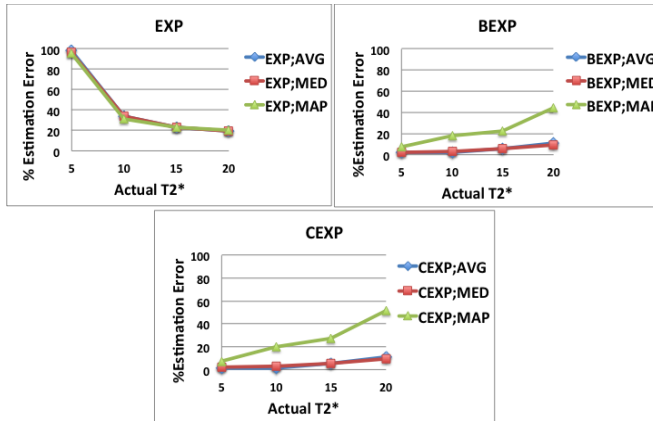 EXP
100
80
60
40
20
0
5 10 15 20
% Estimation Error
Actual T2*
EXP;AVG
EXP;MED
EXP;MAP
BEXP
100
80
60
40
20
0
5 10 15 20
%Estimation Error
Actual T2*
BEXP;AVG
BEXP;MED
BEXP;MAP
CEXP
100
80
60
40
20
0
5 10 15 20
%Estimation Error
Actual T2*
CEXP;AVG
CEXP;MED
CEXP;MAP